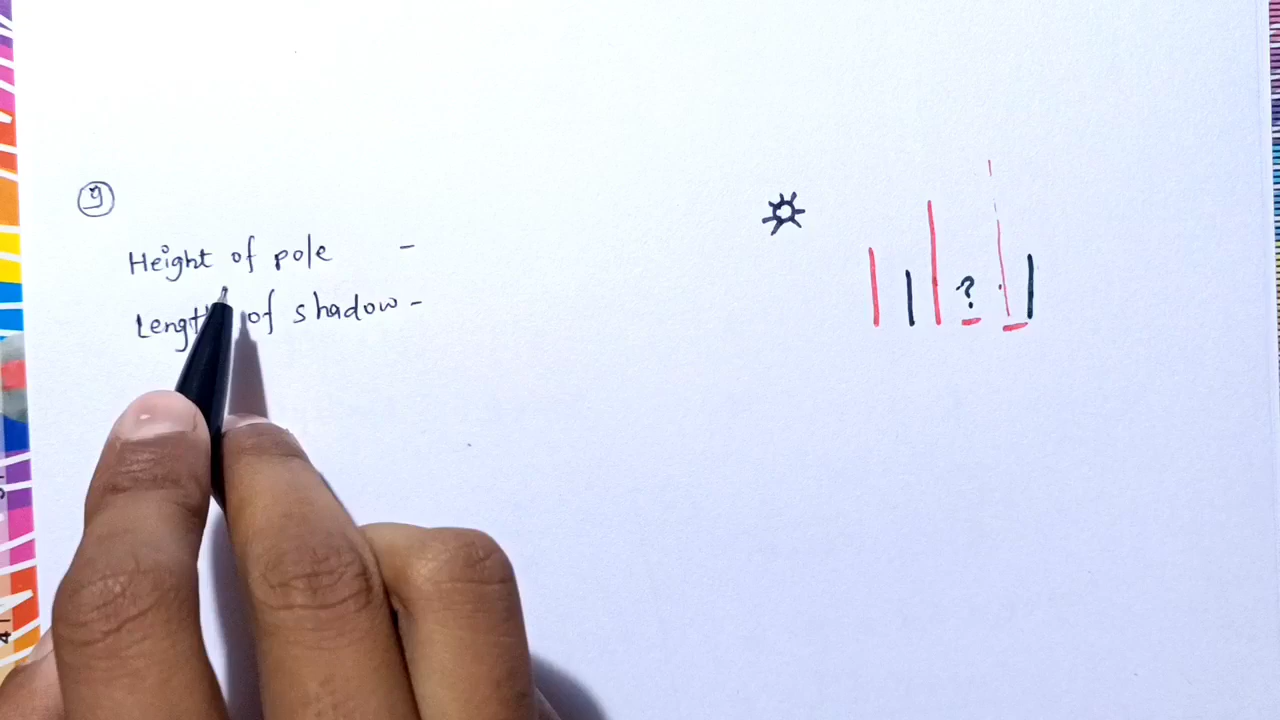 9
Height of pole -
Length of shadow -
?